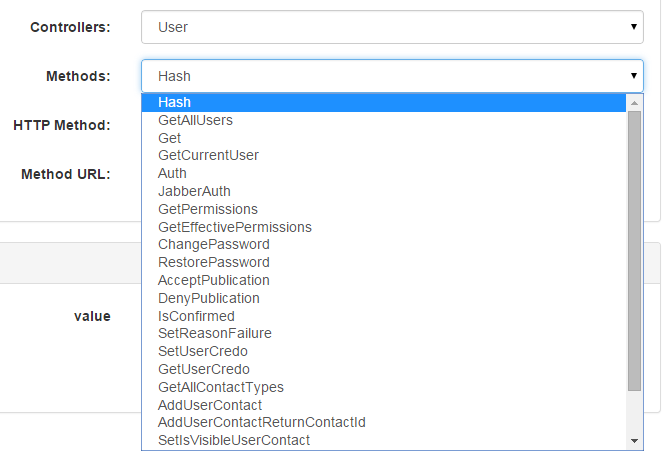 Controllers: User
Methods: Hash
Hash
GetAllUsers
HTTP Method:
Get
GetCurrentUser
Method URL:
Auth
JabberAuth
GetPermissions
GetEffectivePermissions
ChangePassword
RestorePassword
AcceptPublication
DenyPublication
value
IsConfirmed
SetReasonFailure
SetUserCredo
GetUserCredo
GetAllContactTypes
AddUserContact
AddUserContactReturnContactId
SetIsVisibleUserContact